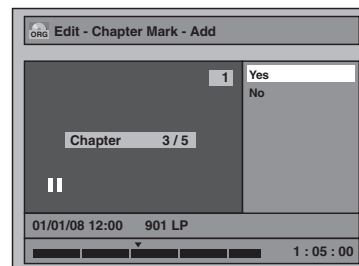 ORG Edit - Chapter Mark - Add
1
Yes
No
Chapter 3 / 5
01/01/08 12:00 901 LP
1 : 05 : 00